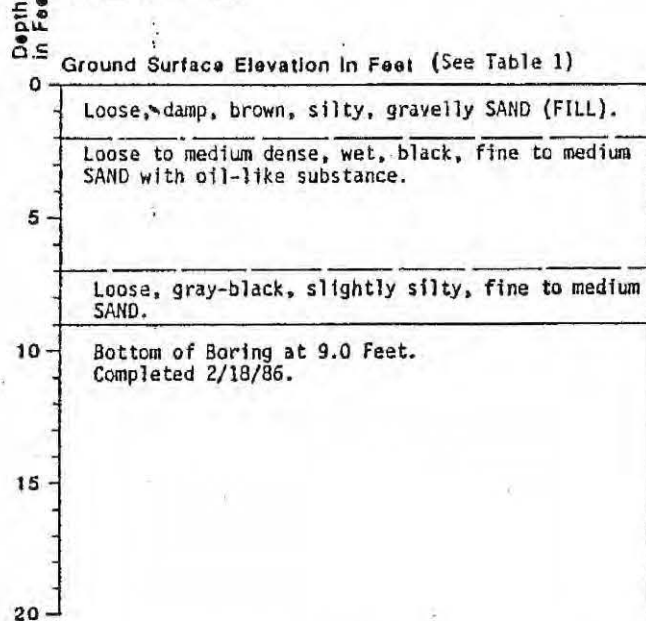 Depth
in Feet
Ground Surface Elevation in Feet (See Table 1)
0
Loose, damp, brown, silty, gravelly SAND (FILL).
Loose to medium dense, wet, black, fine to medium
SAND with oil-like substance.
5
Loose, gray-black, slightly silty, fine to medium
SAND.
10
Bottom of Boring at 9.0 Feet.
Completed 2/18/86.
15
20